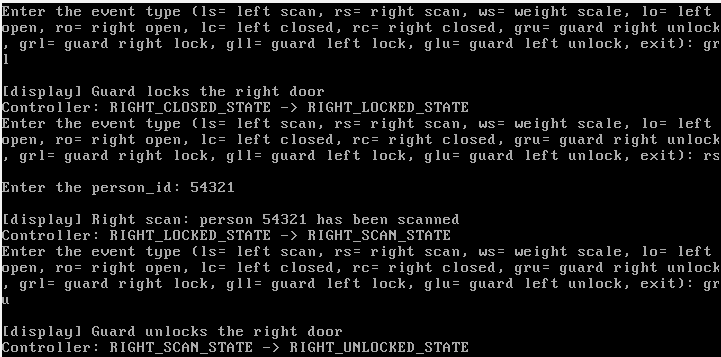 Enter the event type (ls= left scan, rs= right scan, ws= weight scale, lo= left
open, ro= right open, lc= left closed, rc= right closed, gru= guard right unlock
, grl= guard right lock, gll= guard left lock, glu= guard left unlock, exit): gr
l
[display] Guard locks the right door
Controller: RIGHT_CLOSED_STATE -> RIGHT_LOCKED_STATE
Enter the event type (ls= left scan, rs= right scan, ws= weight scale, lo= left
open, ro= right open, lc= left closed, rc= right closed, gru= guard right unlock
, grl= guard right lock, gll= guard left lock, glu= guard left unlock, exit): rs
Enter the person_id: 54321
[display] Right scan: person 54321 has been scanned
Controller: RIGHT_LOCKED_STATE -> RIGHT_SCAN_STATE
Enter the event type (ls= left scan, rs= right scan, ws= weight scale, lo= left
open, ro= right open, lc= left closed, rc= right closed, gru= guard right unlock
, grl= guard right lock, gll= guard left lock, glu= guard left unlock, exit): gr
u
[display] Guard unlocks the right door
Controller: RIGHT_SCAN_STATE -> RIGHT_UNLOCKED_STATE